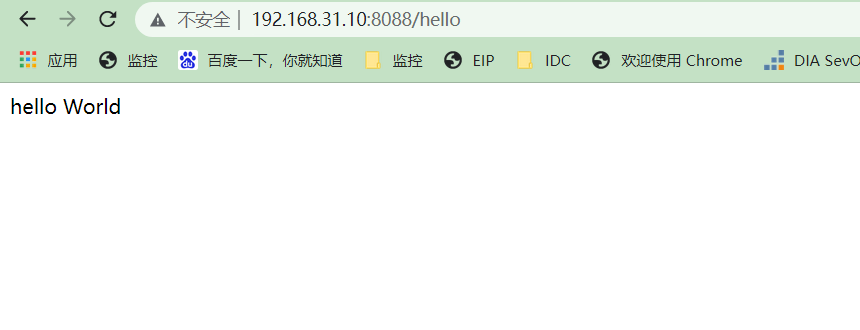 不安全 | 192.168.31.10:8088/hello
应用 监控 百度一下，你就知道 监控 EIP IDC 欢迎使用 Chrome DIA SevO
hello World